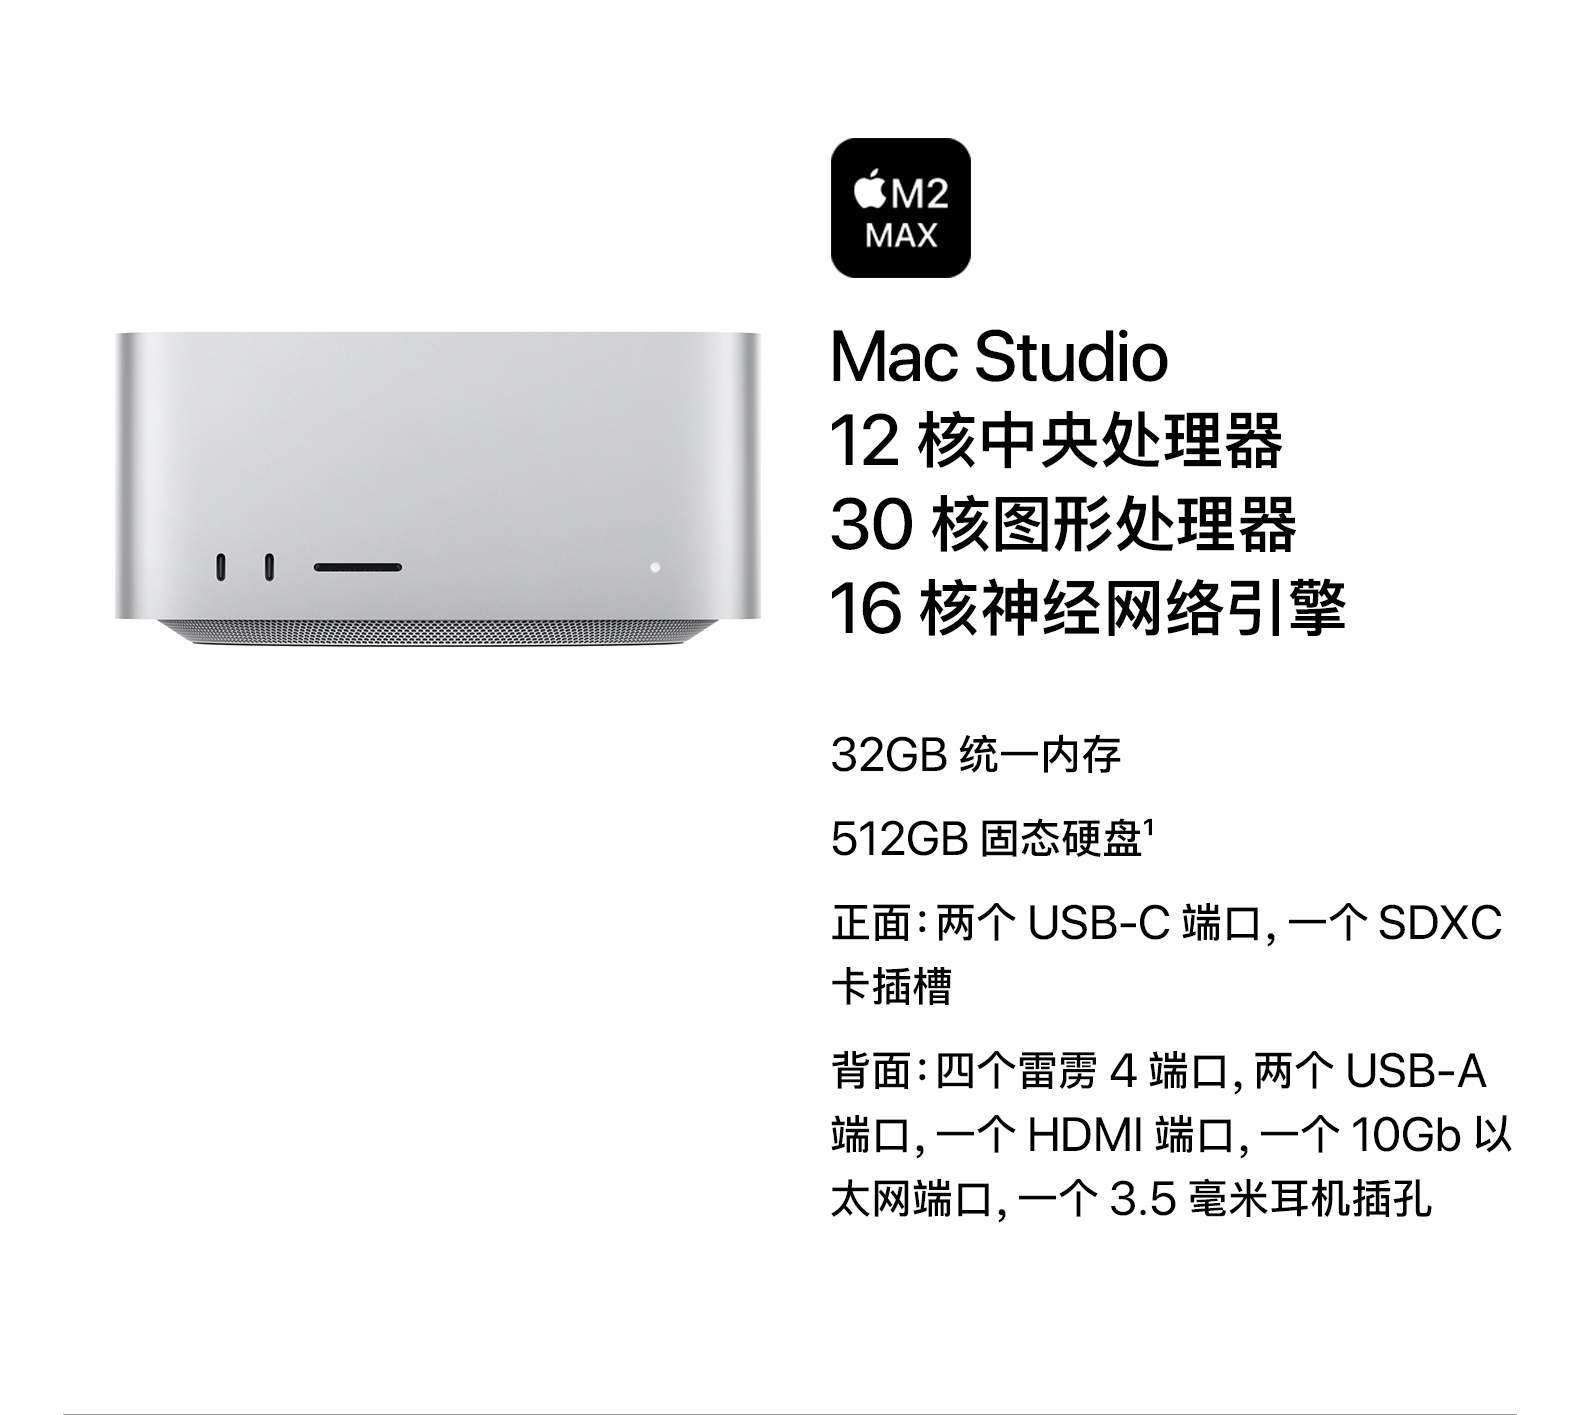 M2
MAX
Mac Studio
12 核中央处理器
30 核图形处理器
16 核神经网络引擎
32GB 统一内存
512GB 固态硬盘¹
正面：两个 USB-C 端口，一个 SDXC
卡插槽
背面：四个雷雳 4 端口，两个 USB-A
端口，一个 HDMI 端口，一个 10Gb 以
太网端口，一个 3.5 毫米耳机插孔